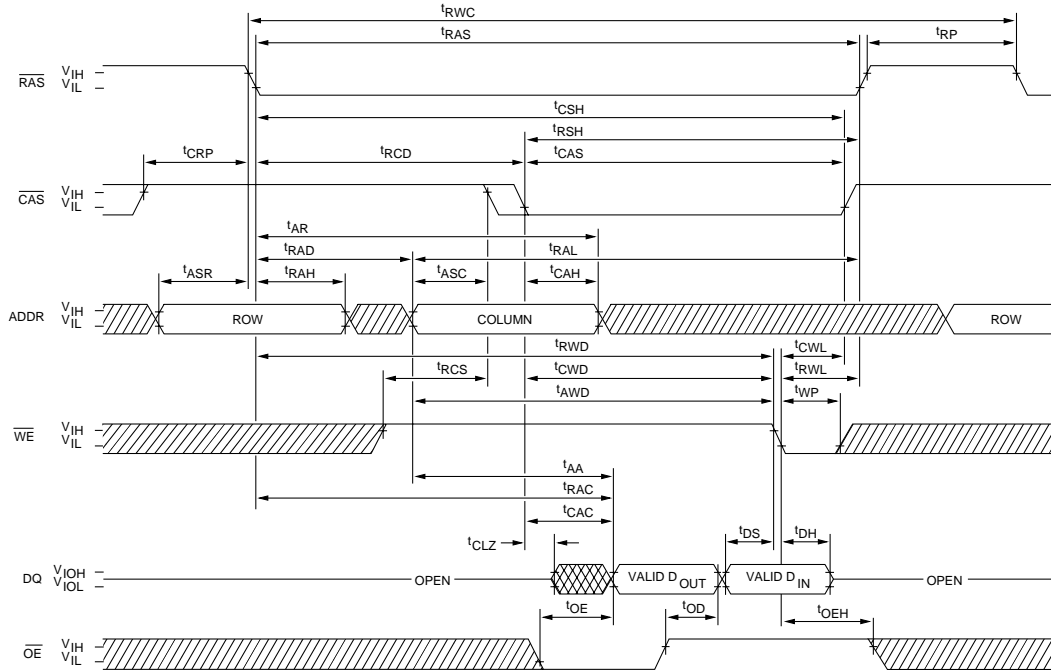 tRWC
tRAS
tRP
RAS
VIH
VIL
tCSH
tRSH
tCRP
tRCD
tCAS
CAS
VIH
VIL
tAR
tRAD
tRAL
tASR
tRAH
tASC
tCAH
ADDR
VIH
VIL
ROW
COLUMN
ROW
tRWD
tCWL
tRCS
tCWD
tRWL
tAWD
tWP
WE
VIH
VIL
tAA
tRAC
tCAC
tDS
tDH
tCLZ
DQ
VIOH
VIOL
OPEN
VALID DOUT
VALID DIN
OPEN
tOE
tOD
tOEH
OE
VIH
VIL